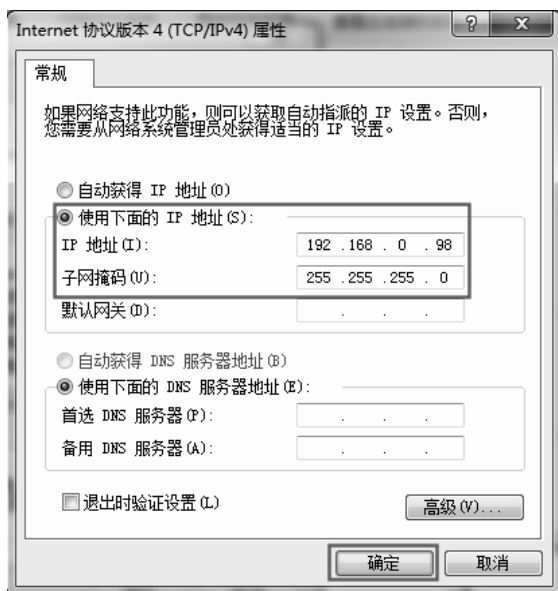 Internet 协议版本 4 (TCP/IPv4) 属性
常规
如果网络支持此功能，则可以获取自动指派的 IP 设置。否则，
您需要从网络系统管理员处获得适当的 IP 设置。
自动获得 IP 地址(O)
使用下面的 IP 地址(S):
IP 地址(I): 192 .168 . 0 . 98
子网掩码(U): 255 .255 .255 . 0
默认网关(D): . . .
自动获得 DNS 服务器地址(B)
使用下面的 DNS 服务器地址(E):
首选 DNS 服务器(P): . . .
备用 DNS 服务器(A): . . .
退出时验证设置(L)
高级(V)...
确定 取消